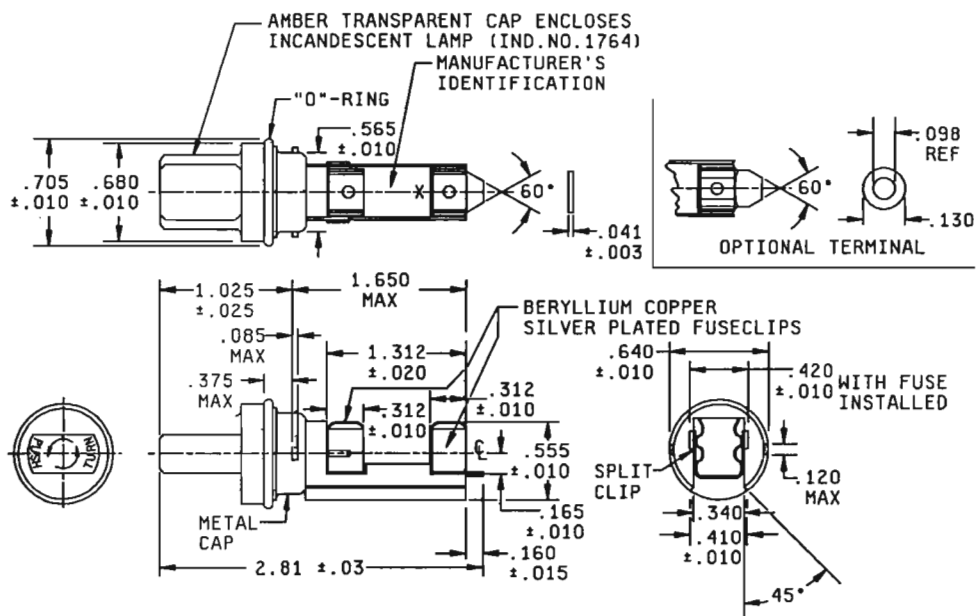 AMBER TRANSPARENT CAP ENCLOSES
INCANDESCENT LAMP (IND.NO.1764)
MANUFACTURER'S
IDENTIFICATION
"O"-RING
.565
±.010
.705
±.010
.680
±.010
X
60°
.041
±.003
60°
.098
REF
.130
OPTIONAL TERMINAL
1.025
±.025
1.650
MAX
BERYLLIUM COPPER
SILVER PLATED FUSECLIPS
.085
MAX
1.312
±.020
.375
MAX
.312
±.010
.312
±.010
.640
±.010
.420
±.010
WITH FUSE
INSTALLED
PUSH
TURN
℄
.555
±.010
SPLIT
CLIP
.120
MAX
.165
±.010
METAL
CAP
.340
.410
±.010
.160
±.015
2.81 ±.03
45°